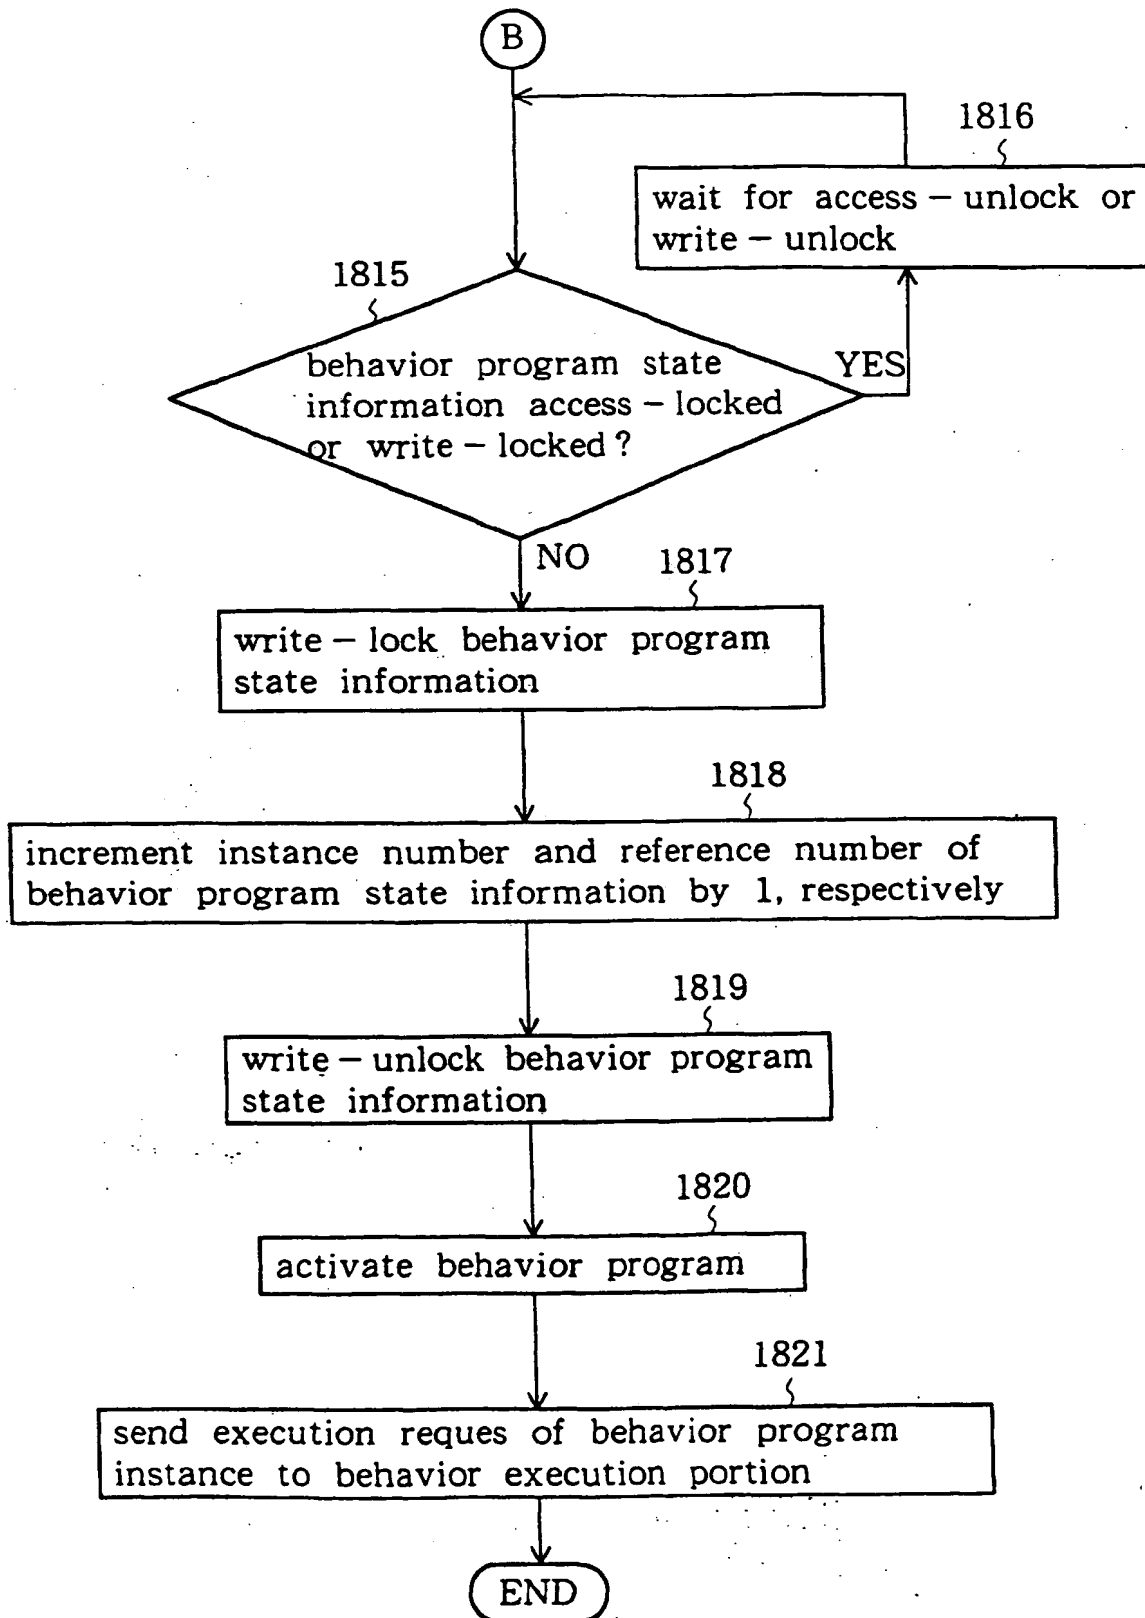 B
1816
wait for access – unlock or
write – unlock
1815
behavior program state
information access – locked
or write – locked ?
YES
NO
1817
write – lock behavior program
state information
1818
increment instance number and reference number of
behavior program state information by 1, respectively
1819
write – unlock behavior program
state information
1820
activate behavior program
1821
send execution reques of behavior program
instance to behavior execution portion
END